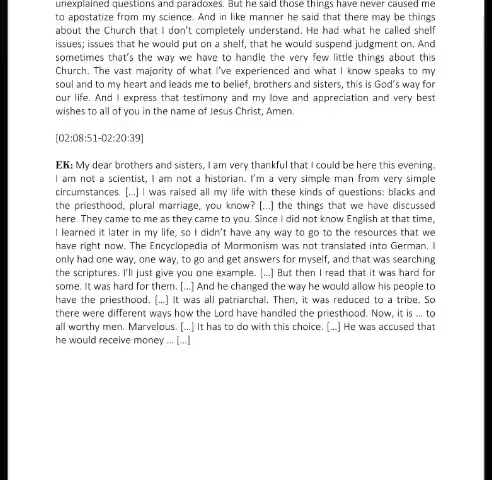 unexplained questions and paradoxes. But he said those things have never caused me
to apostatize from my science. And in like manner he said that there may be things
about the Church that I don't completely understand. He had what he called shelf
issues; issues that he would put on a shelf, that he would suspend judgment on. And
sometimes that's the way we have to handle the very few little things about this
Church. The vast majority of what I've experienced and what I know speaks to my
soul and to my heart and leads me to belief, brothers and sisters, this is God's way for
our life. And I express that testimony and my love and appreciation and very best
wishes to all of you in the name of Jesus Christ, Amen.
[02:08:51-02:20:39]
EK: My dear brothers and sisters, I am very thankful that I could be here this evening.
I am not a scientist, I am not a historian. I'm a very simple man from very simple
circumstances. [...] I was raised all my life with these kinds of questions: blacks and
the priesthood, plural marriage, you know? [...] the things that we have discussed
here. They came to me as they came to you. Since I did not know English at that time,
I learned it later in my life, so I didn't have any way to go to the resources that we
have right now. The Encyclopedia of Mormonism was not translated into German. I
only had one way, one way, to go and get answers for myself, and that was searching
the scriptures. I'll just give you one example. [...] But then I read that it was hard for
some. It was hard for them. [...] And he changed the way he would allow his people to
have the priesthood. [...] It was all patriarchal. Then, it was reduced to a tribe. So
there were different ways how the Lord have handled the priesthood. Now, it is ... to
all worthy men. Marvelous. [...] It has to do with this choice. [...] He was accused that
he would receive money ... [...]